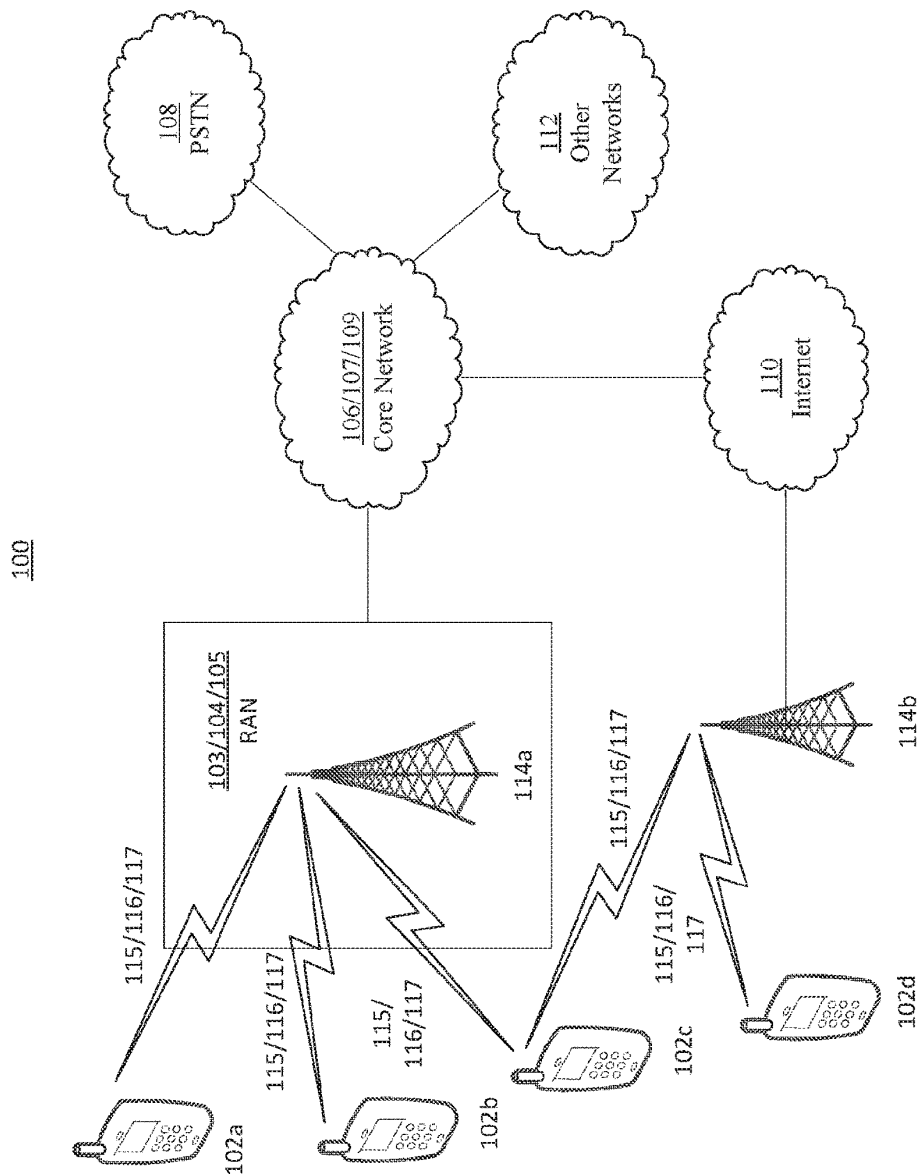 100
108
PSTN
106/107/109
Core Network
112
Other
Networks
110
Internet
103/104/105
RAN
114a
115/116/117
115/116/117
115/
116/117
115/116/117
115/116/
117
114b
102a
102b
102c
102d